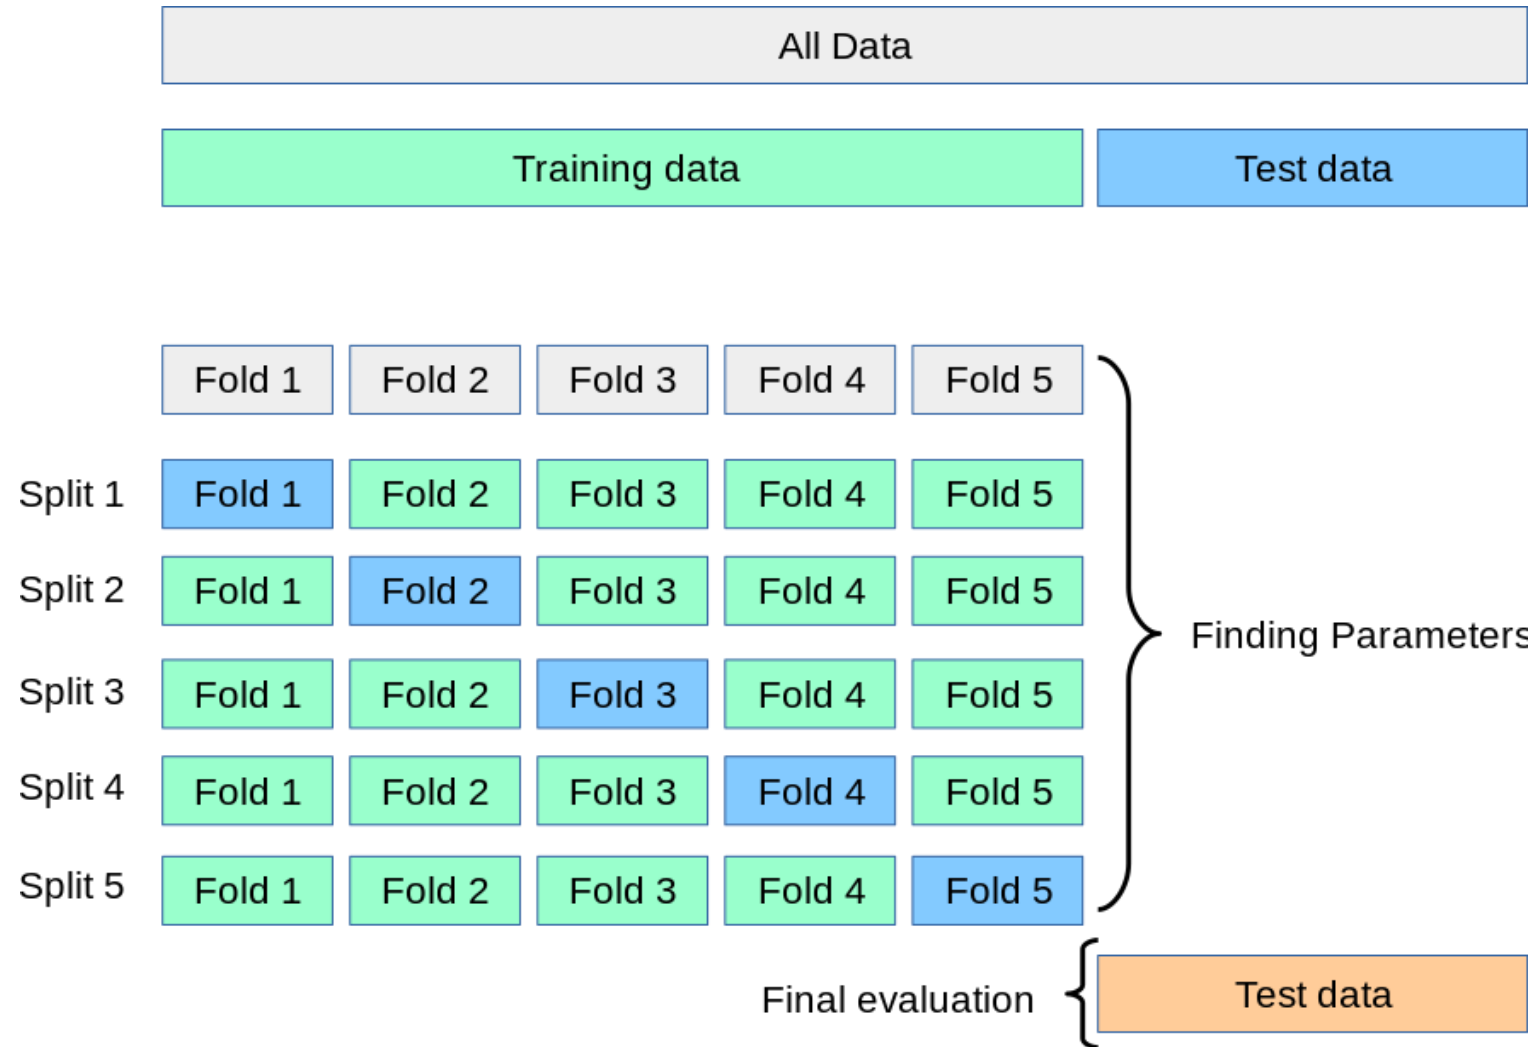 All Data
Training data
Test data
Fold 1 Fold 2 Fold 3 Fold 4 Fold 5
Split 1 Fold 1 Fold 2 Fold 3 Fold 4 Fold 5
Split 2 Fold 1 Fold 2 Fold 3 Fold 4 Fold 5
Split 3 Fold 1 Fold 2 Fold 3 Fold 4 Fold 5
Split 4 Fold 1 Fold 2 Fold 3 Fold 4 Fold 5
Split 5 Fold 1 Fold 2 Fold 3 Fold 4 Fold 5
Finding Parameters
Final evaluation
Test data